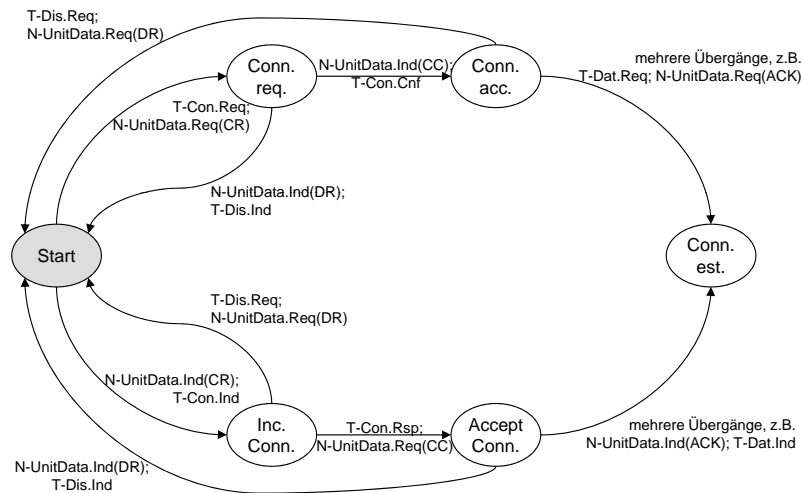 T-Dis.Req;
N-UnitData.Req(DR)
Conn.
req.
N-UnitData.Ind(CC);
T-Con.Cnf
Conn.
acc.
mehrere Übergänge, z.B.
T-Dat.Req; N-UnitData.Req(ACK)
T-Con.Req;
N-UnitData.Req(CR)
N-UnitData.Ind(DR);
T-Dis.Ind
Start
Conn.
est.
T-Dis.Req;
N-UnitData.Req(DR)
N-UnitData.Ind(CR);
T-Con.Ind
Inc.
Conn.
T-Con.Rsp;
N-UnitData.Req(CC)
Accept
Conn.
mehrere Übergänge, z.B.
N-UnitData.Ind(ACK); T-Dat.Ind
N-UnitData.Ind(DR);
T-Dis.Ind